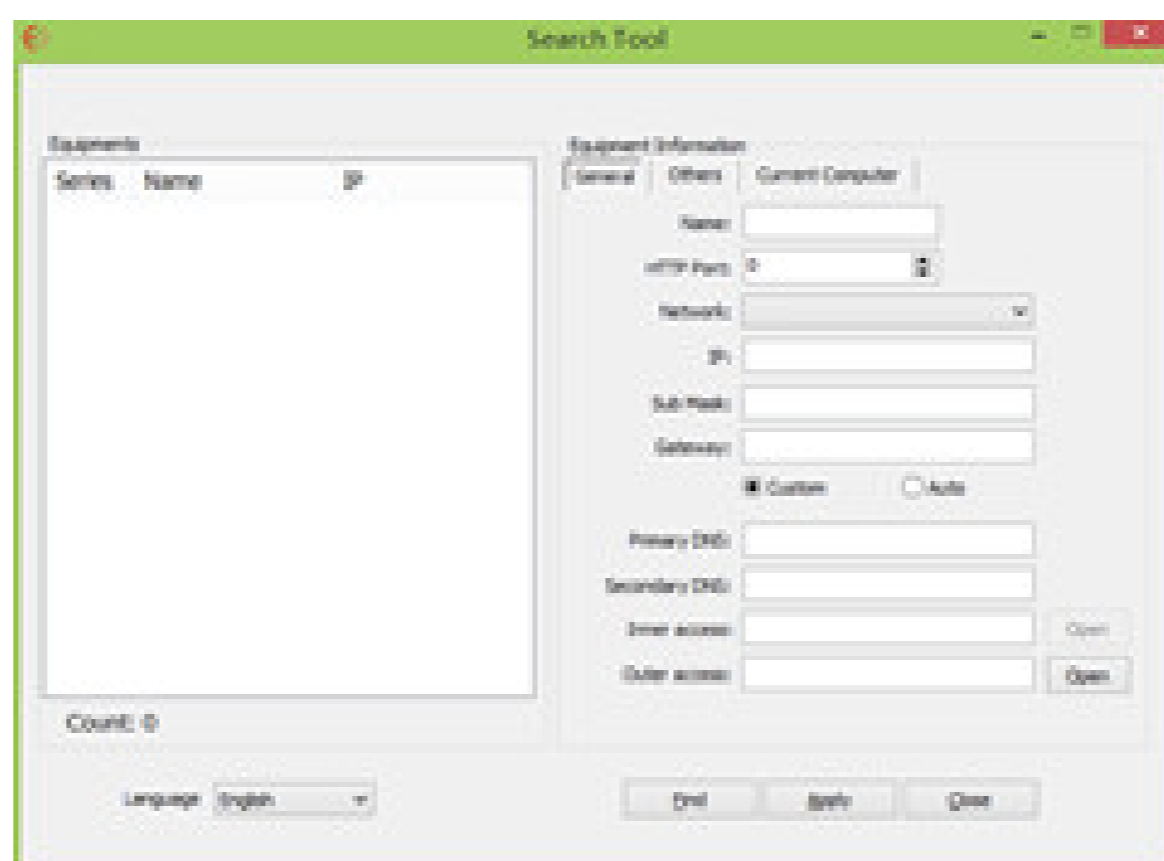 Search Tool
Equipments
Series Name IP
Count: 0
Equipment Information
General Others Current Computer
Name:
HTTP Port: 0
Network:
IP:
Sub Mask:
Gateway:
Custom Auto
Primary DNS:
Secondary DNS:
Inner access: Open
Outer access: Open
Language English
Find Apply Close